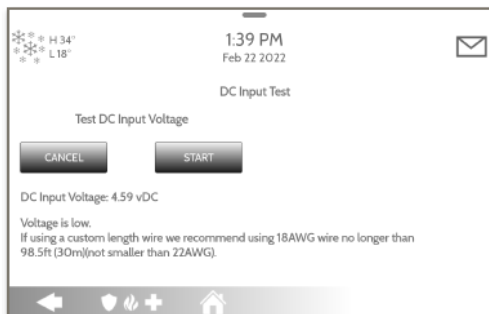 H 34°
L 18°
1:39 PM
Feb 22 2022
DC Input Test
Test DC Input Voltage
CANCEL
START
DC Input Voltage: 4.59 vDC
Voltage is low.
If using a custom length wire we recommend using 18AWG wire no longer than
98.5ft (30m)(not smaller than 22AWG).